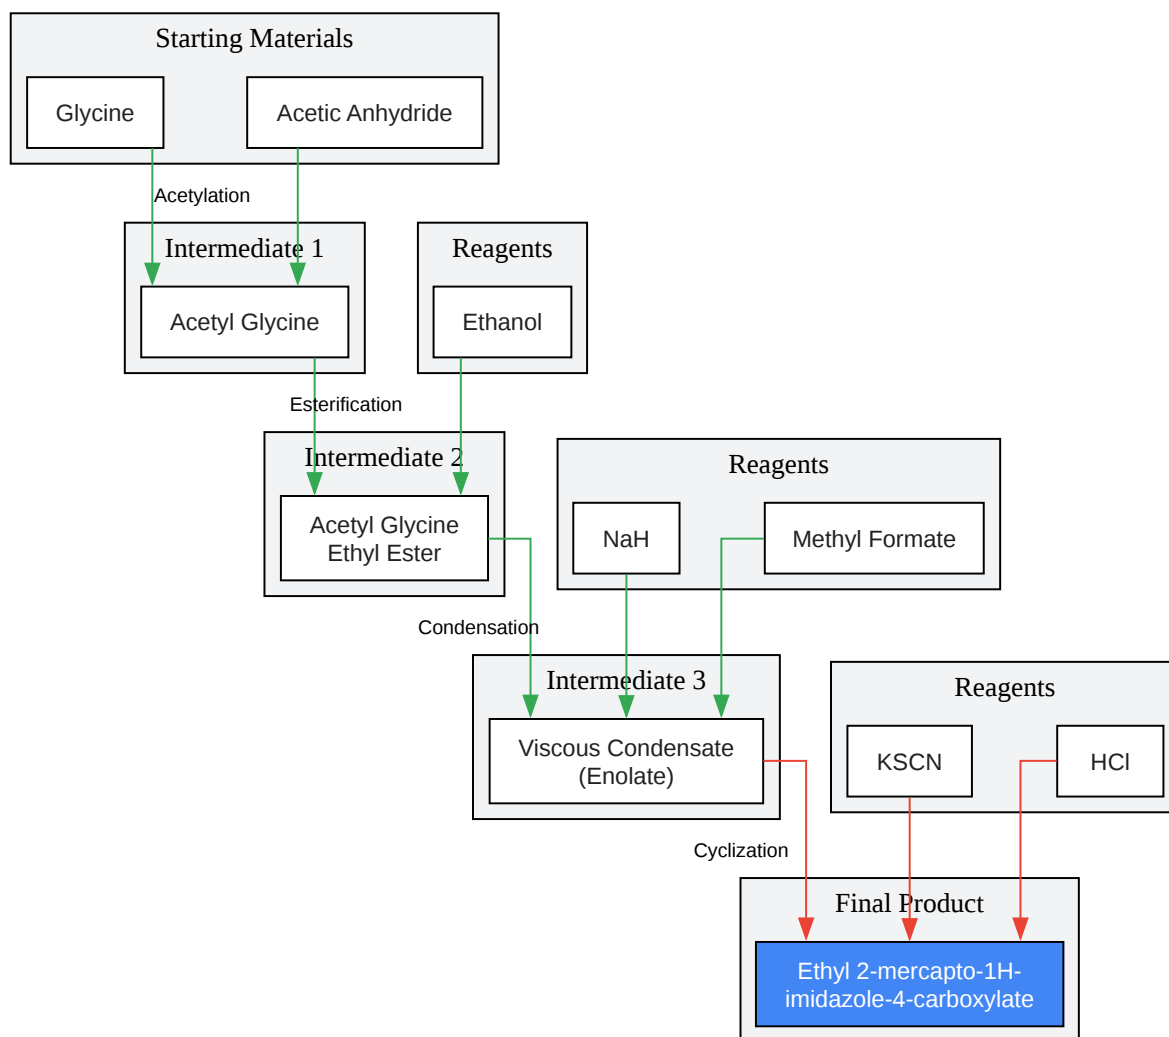 Starting Materials
Glycine
Acetic Anhydride
Acetylation
Intermediate 1
Reagents
Acetyl Glycine
Ethanol
Esterification
Intermediate 2
Reagents
Acetyl Glycine
Ethyl Ester
NaH
Methyl Formate
Condensation
Intermediate 3
Reagents
Viscous Condensate
(Enolate)
KSCN
HCl
Cyclization
Final Product
Ethyl 2-mercapto-1H-
imidazole-4-carboxylate